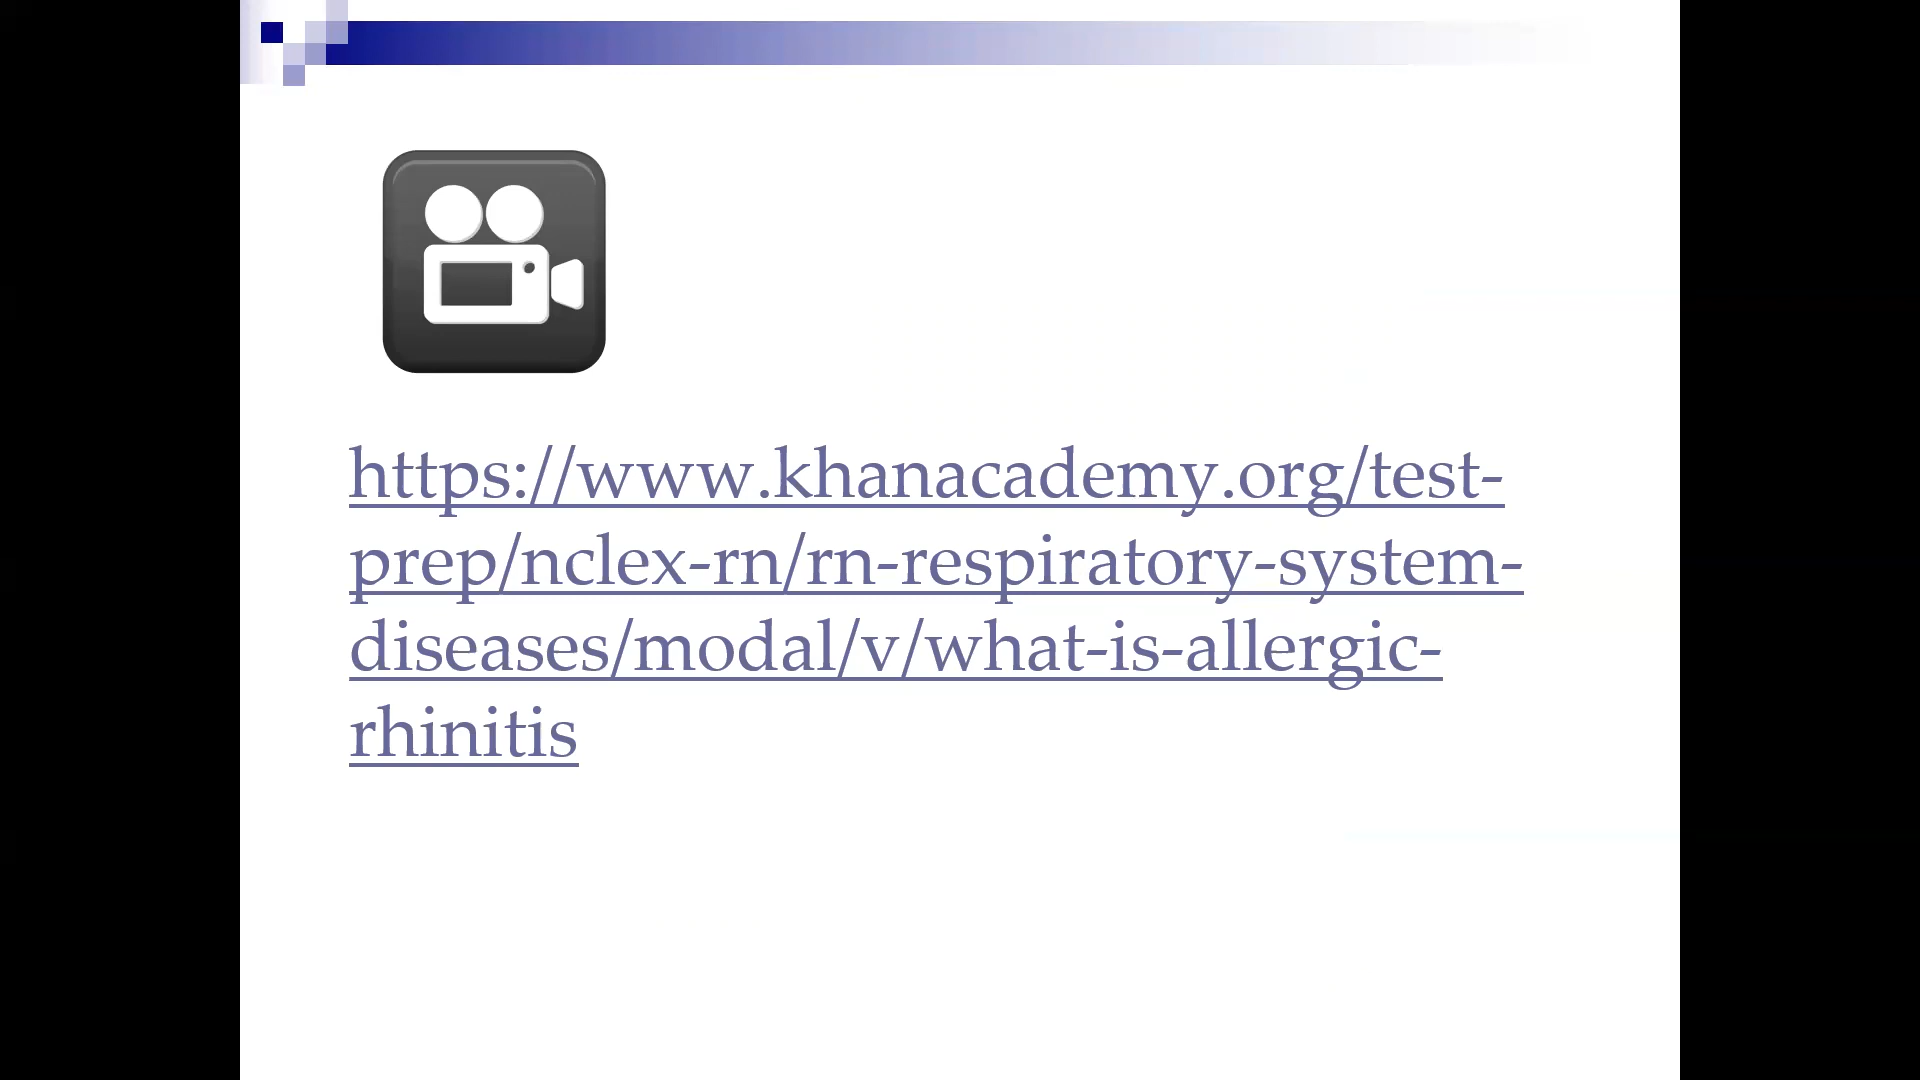 https://www.khanacademy.org/test-
prep/nclex-rn/rn-respiratory-system-
diseases/modal/v/what-is-allergic-
rhinitis